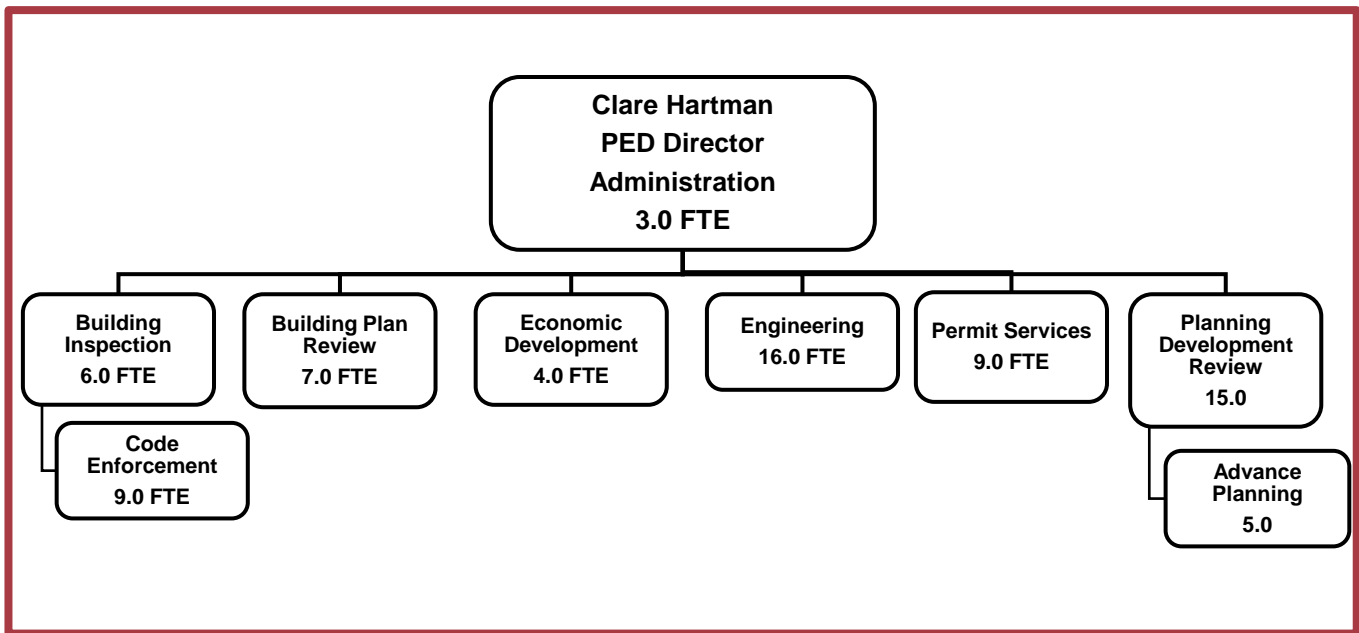 Clare Hartman
PED Director
Administration
3.0 FTE
Building
Inspection
6.0 FTE
Building Plan
Review
7.0 FTE
Economic
Development
4.0 FTE
Engineering
16.0 FTE
Permit Services
9.0 FTE
Planning
Development
Review
15.0
Code
Enforcement
9.0 FTE
Advance
Planning
5.0